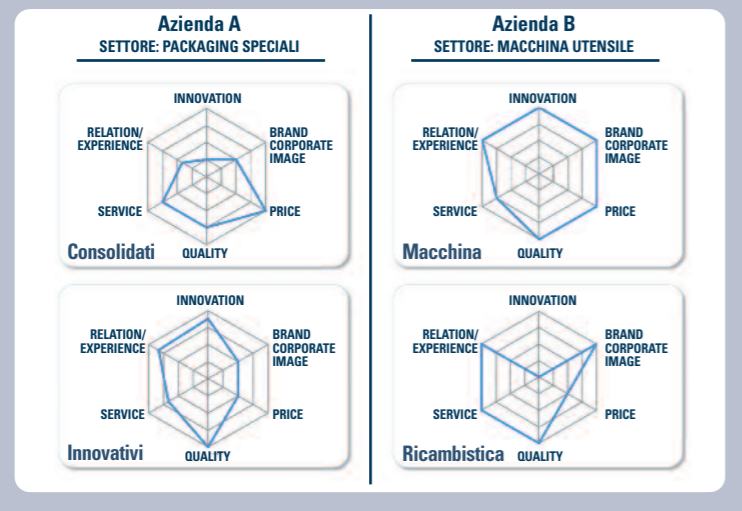 Azienda A
SETTORE: PACKAGING SPECIALI
INNOVATION
RELATION/
EXPERIENCE
BRAND
CORPORATE
IMAGE
SERVICE
PRICE
Consolidati
QUALITY
INNOVATION
RELATION/
EXPERIENCE
BRAND
CORPORATE
IMAGE
SERVICE
PRICE
Innovativi
QUALITY
Azienda B
SETTORE: MACCHINA UTENSILE
INNOVATION
RELATION/
EXPERIENCE
BRAND
CORPORATE
IMAGE
SERVICE
PRICE
Macchina
QUALITY
INNOVATION
RELATION/
EXPERIENCE
BRAND
CORPORATE
IMAGE
SERVICE
PRICE
Ricambistica
QUALITY